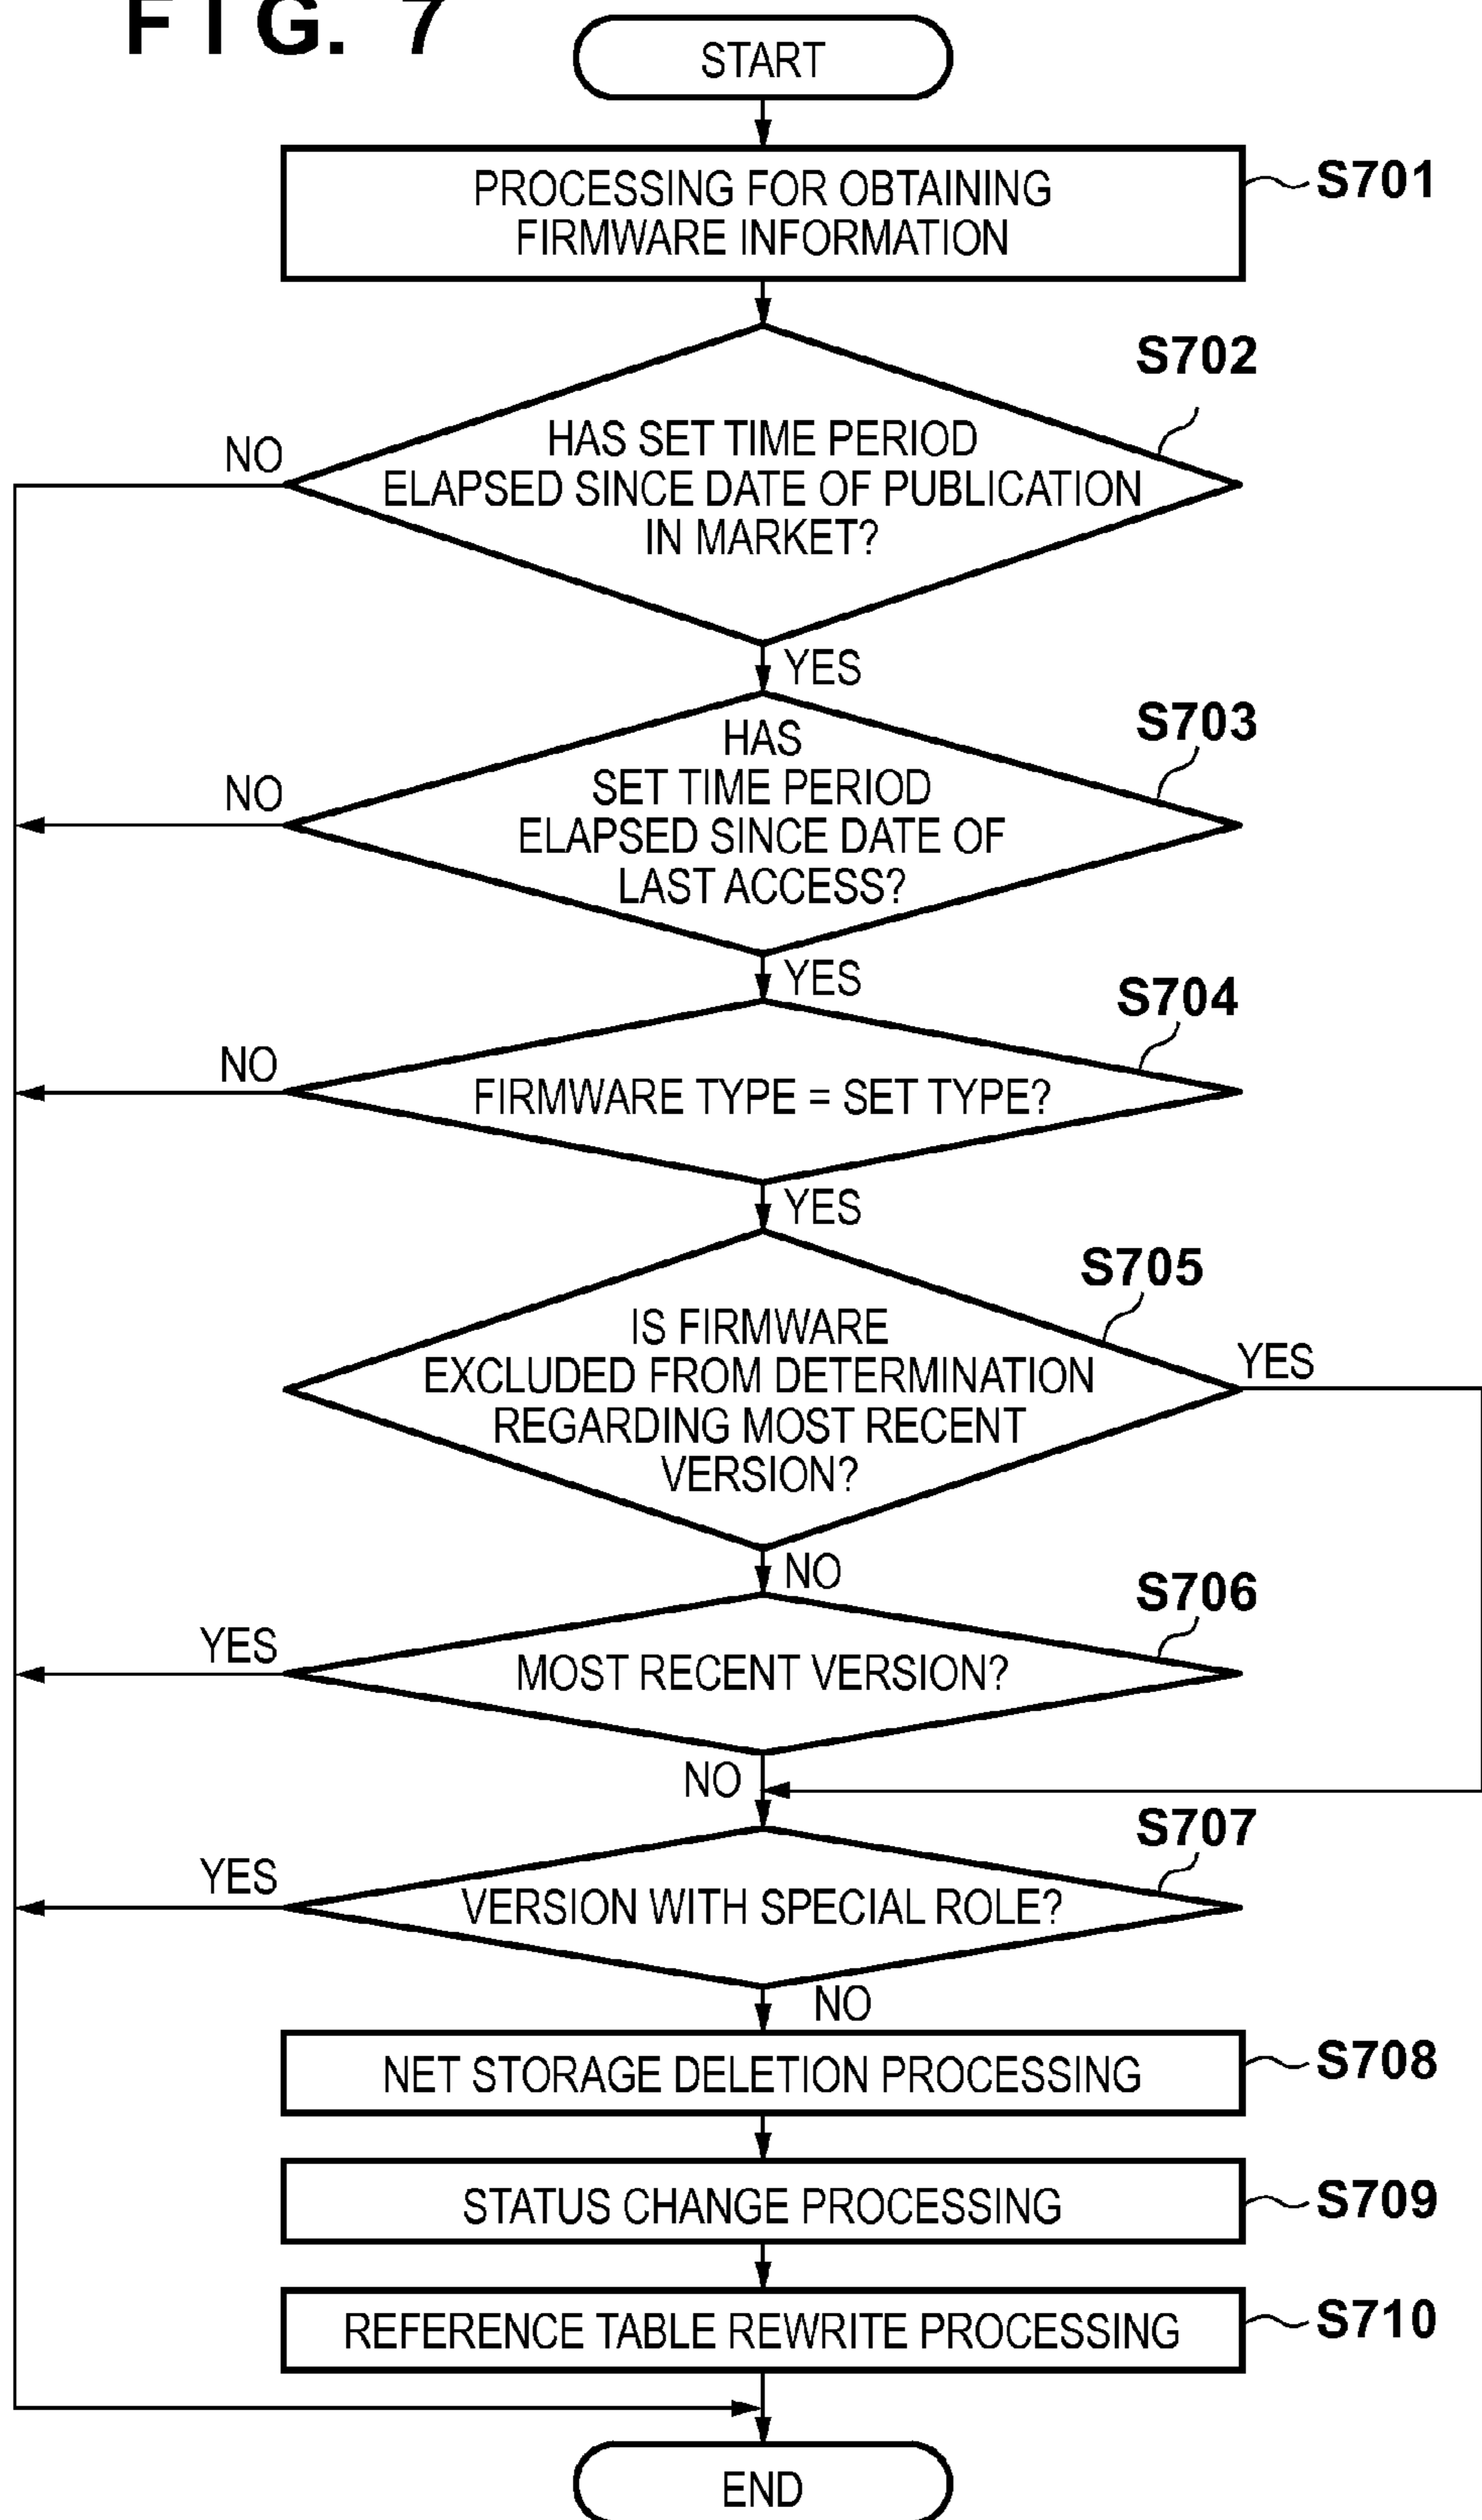 FIG. 7
START
PROCESSING FOR OBTAINING
FIRMWARE INFORMATION
S701
S702
HAS SET TIME PERIOD
ELAPSED SINCE DATE OF PUBLICATION
IN MARKET?
NO
YES
S703
HAS
SET TIME PERIOD
ELAPSED SINCE DATE OF
LAST ACCESS?
NO
YES
S704
FIRMWARE TYPE = SET TYPE?
NO
YES
S705
IS FIRMWARE
EXCLUDED FROM DETERMINATION
REGARDING MOST RECENT
VERSION?
YES
NO
S706
MOST RECENT VERSION?
YES
NO
S707
VERSION WITH SPECIAL ROLE?
YES
NO
NET STORAGE DELETION PROCESSING
S708
STATUS CHANGE PROCESSING
S709
REFERENCE TABLE REWRITE PROCESSING
S710
END